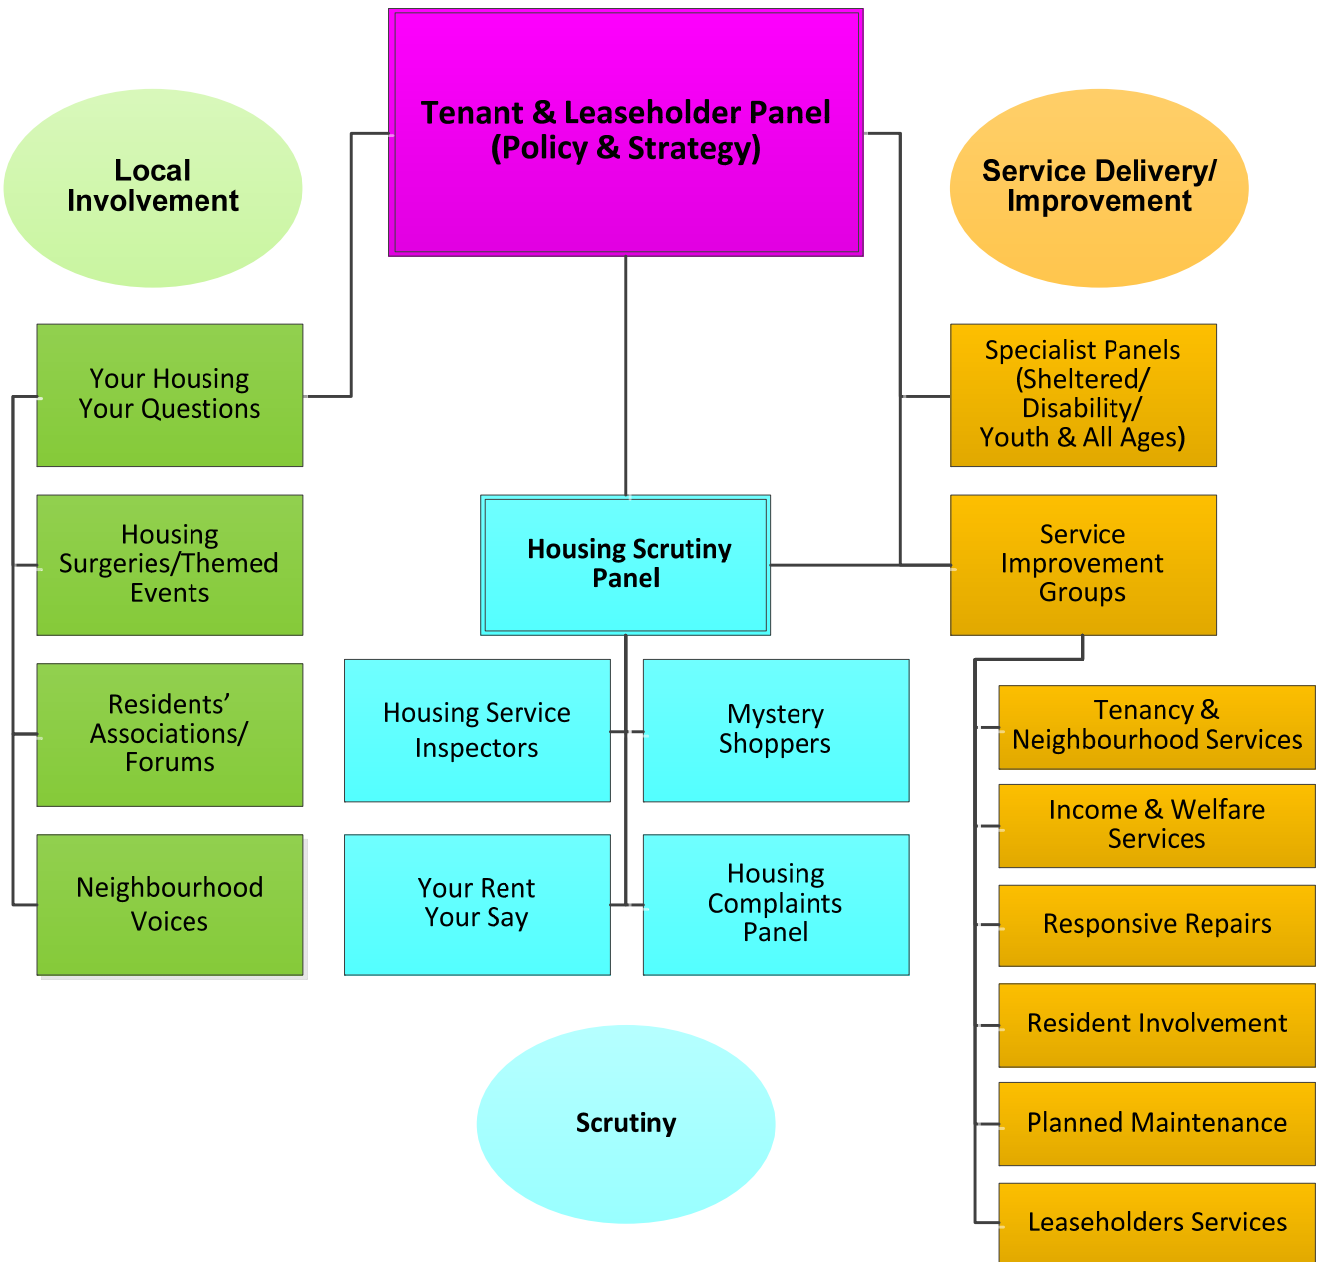 Tenant & Leaseholder Panel
(Policy & Strategy)
Local
Involvement
Service Delivery/
Improvement
Your Housing
Your Questions
Specialist Panels
(Sheltered/
Disability/
Youth & All Ages)
Housing
Surgeries/Themed
Events
Housing Scrutiny
Panel
Service
Improvement
Groups
Residents’
Associations/
Forums
Housing Service
Inspectors
Mystery
Shoppers
Tenancy &
Neighbourhood Services
Income & Welfare
Services
Neighbourhood
Voices
Your Rent
Your Say
Housing
Complaints
Panel
Responsive Repairs
Resident Involvement
Planned Maintenance
Leaseholders Services
Scrutiny